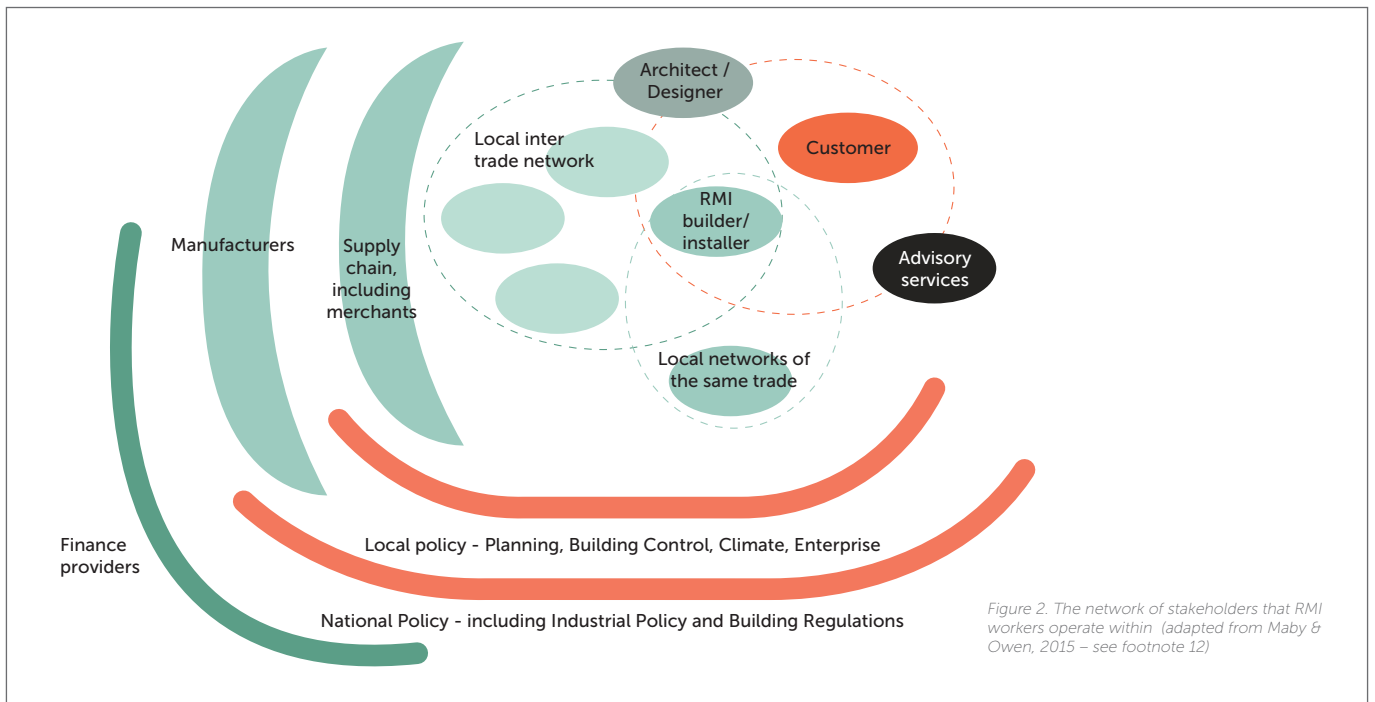 Architect /
Designer
Local inter
trade network
Customer
RMI
builder/
installer
Manufacturers
Supply
chain,
including
merchants
Advisory
services
Local networks of
the same trade
Finance
providers
Local policy - Planning, Building Control, Climate, Enterprise
National Policy - including Industrial Policy and Building Regulations
Figure 2. The network of stakeholders that RMI
workers operate within (adapted from Maby &
Owen, 2015 – see footnote 12)